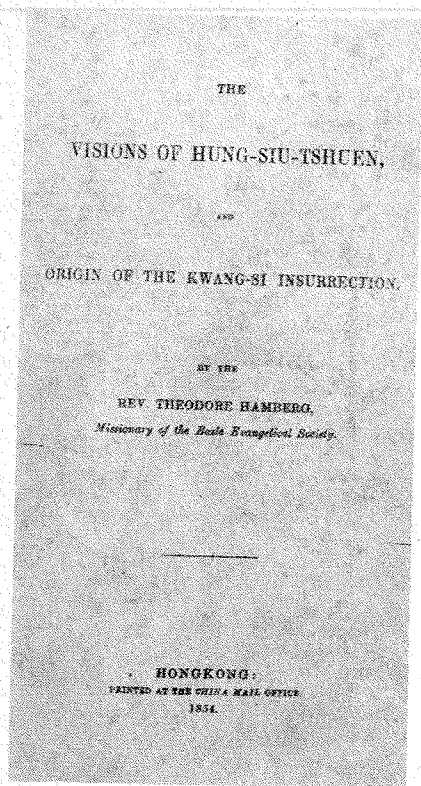 THE
VISIONS OF HUNG-SIU-TSHUEN,
AND
ORIGIN OF THE KWANG-SI INSURRECTION.
BY THE
REV. THEODORE HAMBERG,
Missionary of the Basle Evangelical Society.
HONGKONG:
PRINTED AT THE CHINA MAIL OFFICE
1854.